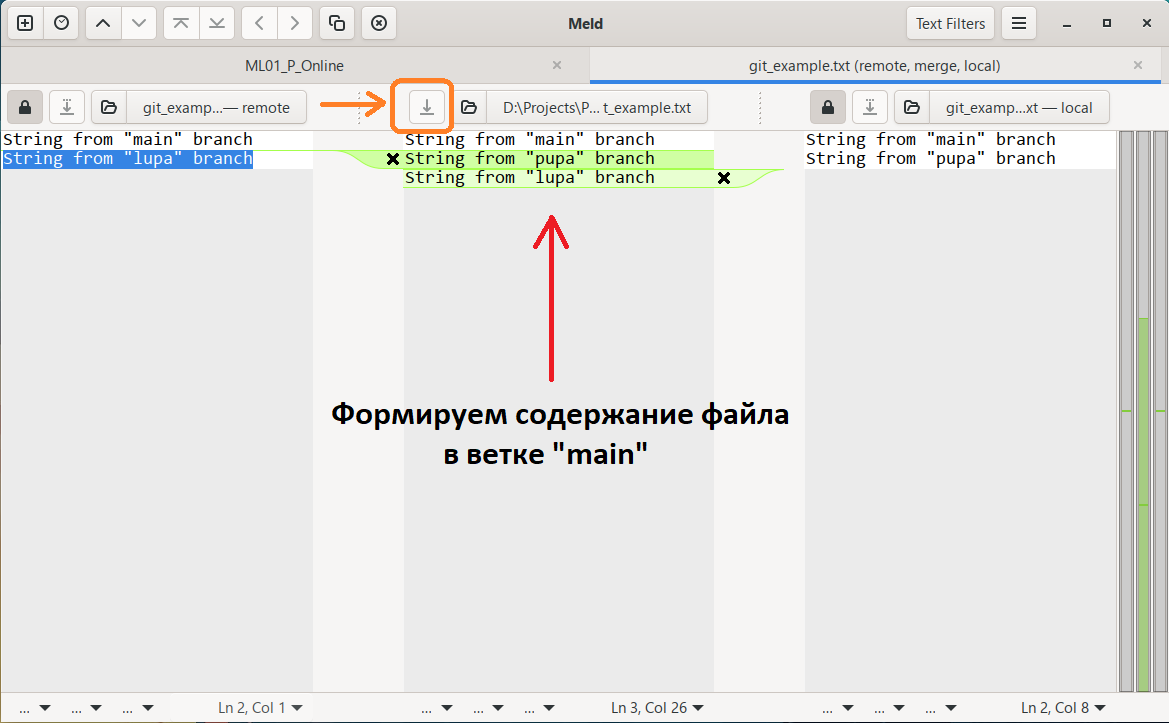 Meld
Text Filters
ML01_P_Online
git_example.txt (remote, merge, local)
git_examp...— remote
D:\Projects\P... t_example.txt
git_examp...xt — local
String from "main" branch
String from "lupa" branch
String from "main" branch
String from "pupa" branch
String from "lupa" branch
String from "main" branch
String from "pupa" branch
Формируем содержание файла
в ветке "main"
... ... ... Ln 2, Col 1
... ... ... Ln 3, Col 26
... ... ... Ln 2, Col 8